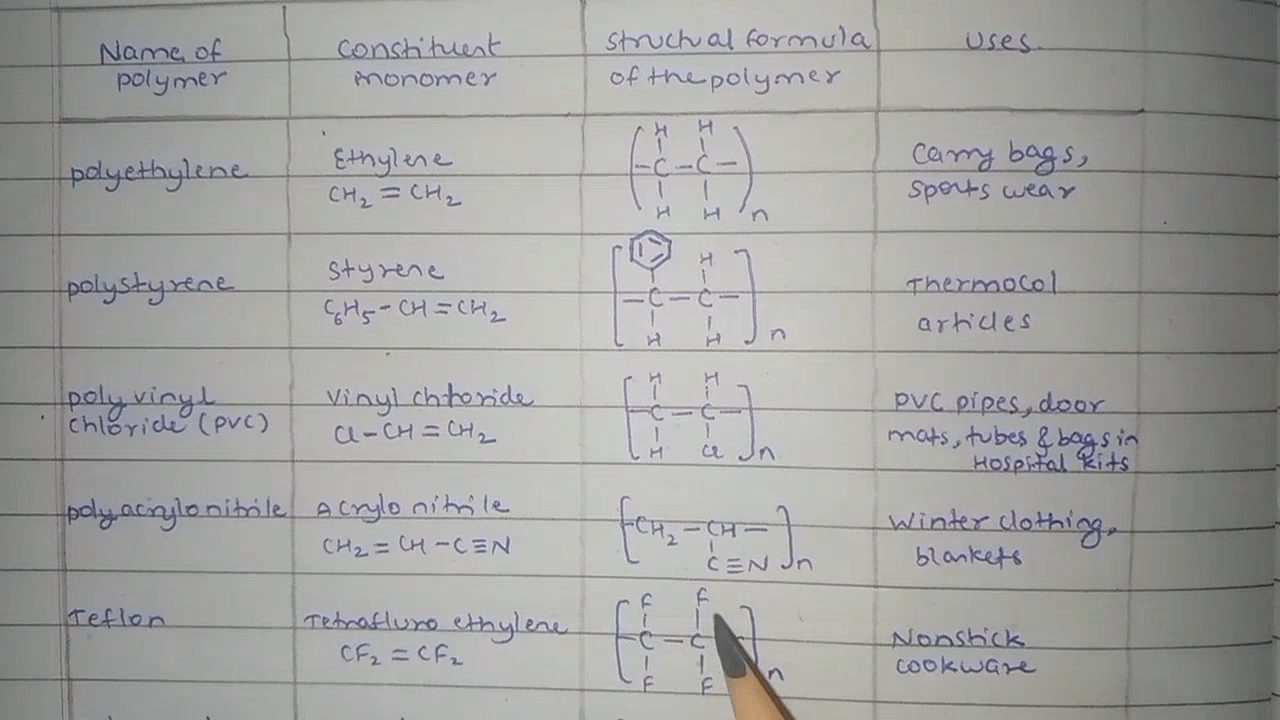 Name of polymer
constituent monomer
structual formula of the polymer
uses
polyethylene
Ethylene
CH2 = CH2
H H
-C-C-
H H n
Carry bags, sports wear
polystyrene
styrene
C6H5-CH=CH2
H
-C-C-
H H n
Thermocol articles
poly vinyl chloride (PVC)
vinyl chloride
Cl-CH=CH2
H H
-C-C-
H Cl n
PVC pipes, door mats, tubes & bags in Hospital kits
polyacrylonitrile
Acrylo nitrile
CH2=CH-C≡N
CH2-CH-
C≡N n
Winter clothing, blankets
Teflon
Tetrafluro ethylene
CF2=CF2
F F
-C-C
F F n
Nonstick cookware